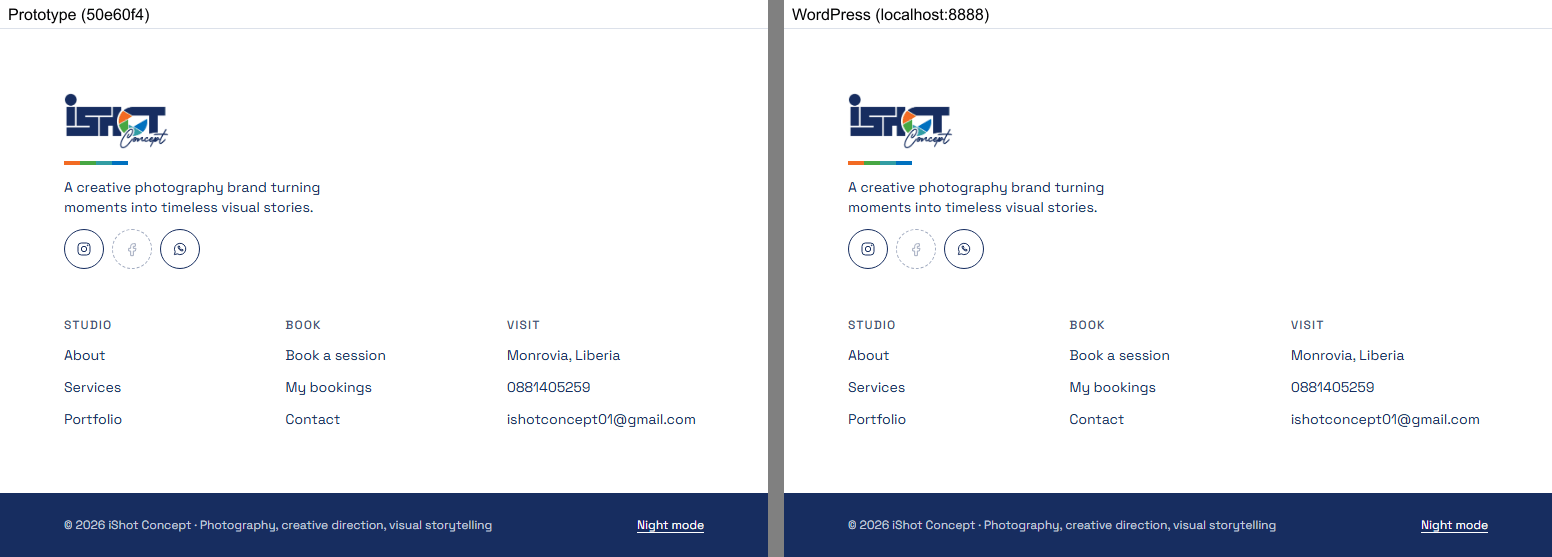 Prototype (50e60f4)
iSHOT
Concept
A creative photography brand turning
moments into timeless visual stories.
STUDIO BOOK VISIT
About Book a session Monrovia, Liberia
Services My bookings 0881405259
Portfolio Contact ishotconcept01@gmail.com
© 2026 iShot Concept · Photography, creative direction, visual storytelling Night mode
WordPress (localhost:8888)
iSHOT
Concept
A creative photography brand turning
moments into timeless visual stories.
STUDIO BOOK VISIT
About Book a session Monrovia, Liberia
Services My bookings 0881405259
Portfolio Contact ishotconcept01@gmail.com
© 2026 iShot Concept · Photography, creative direction, visual storytelling Night mode